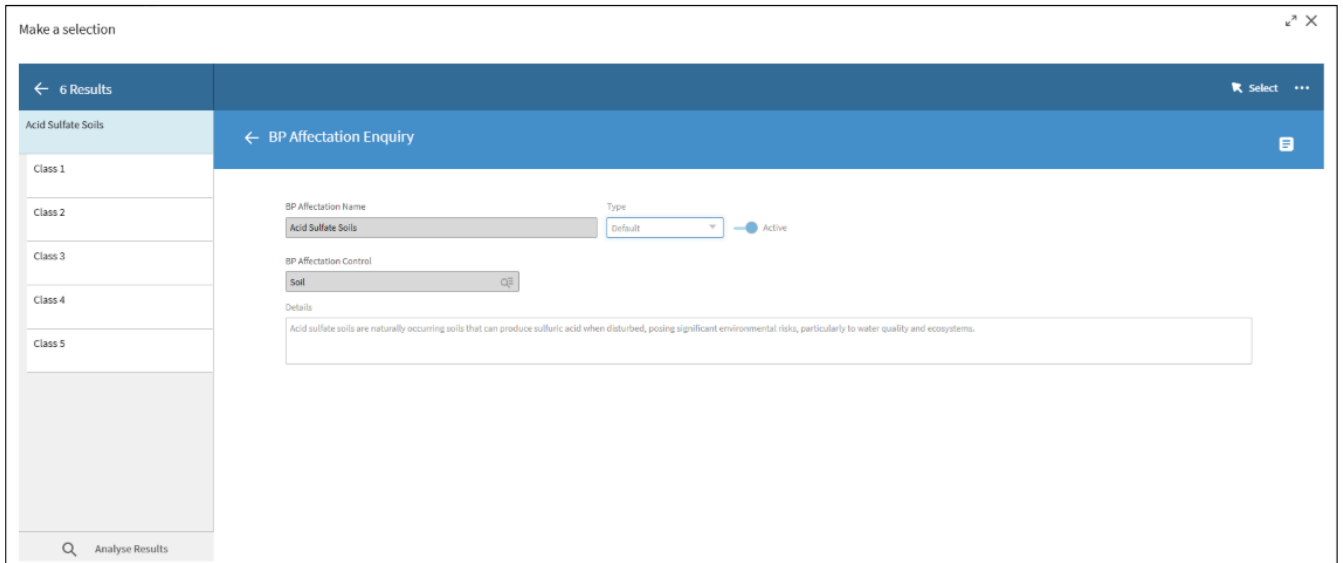 Make a selection
6 Results
Select
Acid Sulfate Soils
BP Affectation Enquiry
Class 1
Class 2
Class 3
Class 4
Class 5
BP Affectation Name
Type
Acid Sulfate Soils
Default
Active
BP Affectation Control
Soil
Details
Acid sulfate soils are naturally occurring soils that can produce sulfuric acid when disturbed, posing significant environmental risks, particularly to water quality and ecosystems.
Analyse Results